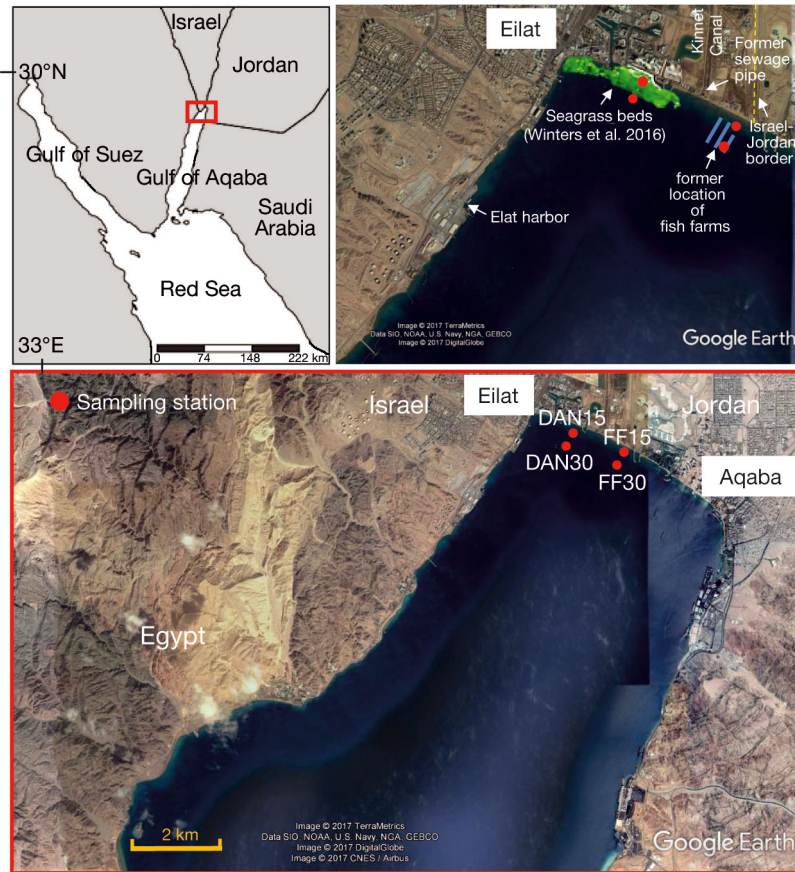 Israel
Jordan
30°N
Gulf of Suez
Gulf of Aqaba
Saudi
Arabia
Red Sea
0 74 148 222 km
33°E
Eilat
Kinnet
Canal
Former
sewage
pipe
Seagrass beds
(Winters et al. 2016)
Israel-
Jordan
border
former
location
of
fish farms
Elat harbor
Image © 2017 TerraMetrics
Data SIO, NOAA, U.S. Navy, NGA, GEBCO
Image © 2017 DigitalGlobe
Google Earth
Sampling station
Israel
Eilat
Jordan
DAN15
FF15
DAN30
FF30
Aqaba
Egypt
2 km
Image © 2017 TerraMetrics
Data SIO, NOAA, U.S. Navy, NGA, GEBCO
Image © 2017 DigitalGlobe
Image © 2017 CNES / Airbus
Google Earth